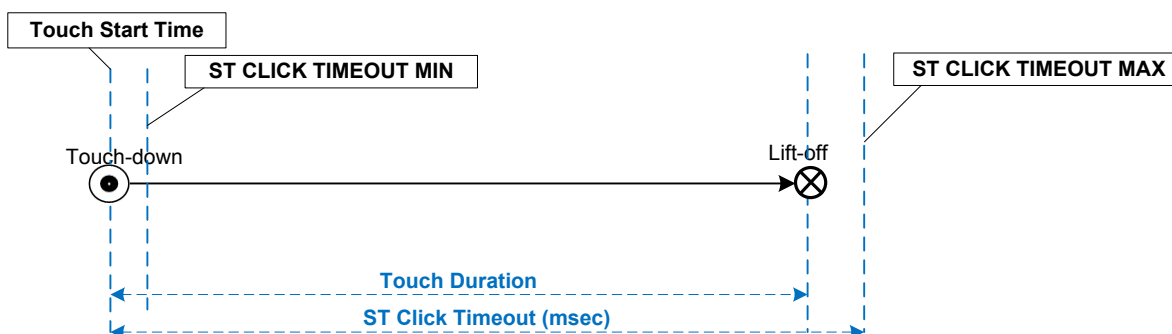 Touch Start Time
ST CLICK TIMEOUT MIN
ST CLICK TIMEOUT MAX
Touch-down
Lift-off
Touch Duration
ST Click Timeout (msec)